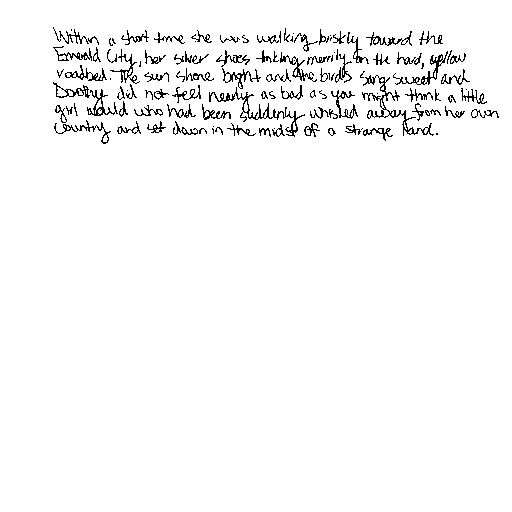 Within a short time she was walking briskly toward the
Emerald City, her silver shoes tinkling merrily on the hard, yellow
roadbed. The sun shone bright and the birds sang sweet and
Dorothy did not feel nearly as bad as you might think a little
girl would who had been suddenly whisked away from her own
country and set down in the midst of a strange land.